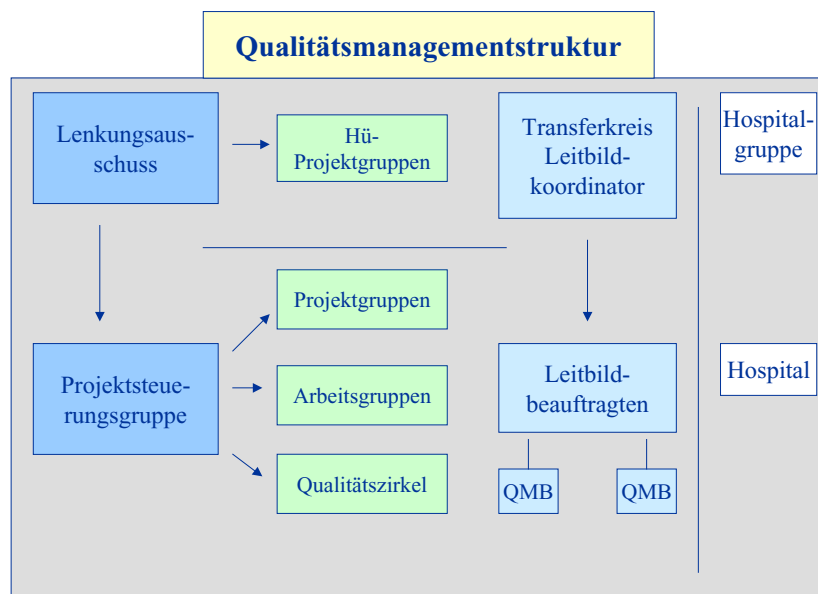 Qualitätsmanagementstruktur
Lenkungsaus-
schuss
Hü-
Projektgruppen
Transferkreis
Leitbild-
koordinator
Hospital-
gruppe
Projektsteue-
rungsgruppe
Projektgruppen
Arbeitsgruppen
Qualitätszirkel
Leitbild-
beauftragten
QMB
QMB
Hospital